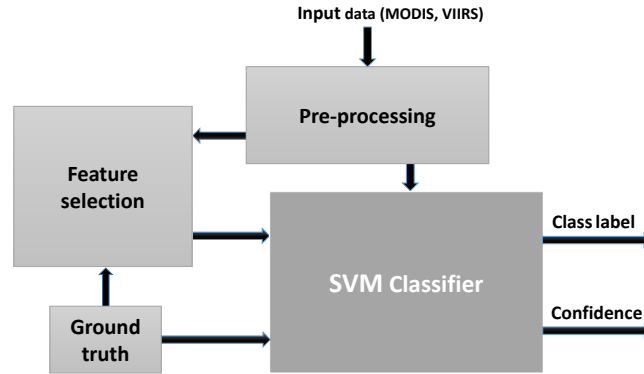 Input data (MODIS, VIIRS)
Pre-processing
Feature
selection
Class label
SVM Classifier
Confidence
Ground
truth